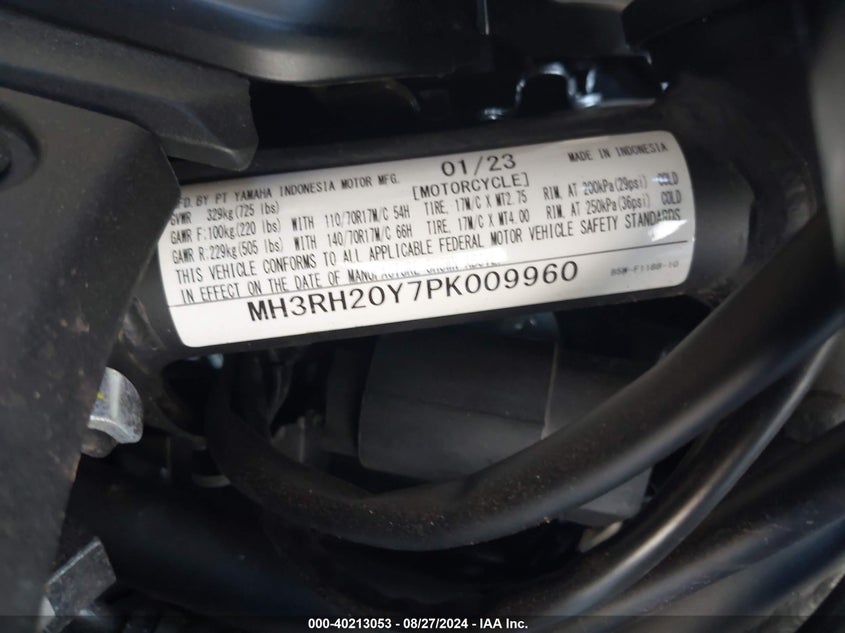 MFD. BY PT YAMAHA INDONESIA MOTOR MFG. 01/23 MADE IN INDONESIA
GVWR 329kg(725 lbs) [MOTORCYCLE]
GAWR F:100kg(220 lbs) WITH 110/70R17M/C 54H TIRE, 17M/C X MT2.75 RIM, AT 200kPa(29psi) COLD
GAWR R:229kg(505 lbs) WITH 140/70R17M/C 66H TIRE, 17M/C X MT4.00 RIM, AT 250kPa(36psi) COLD
THIS VEHICLE CONFORMS TO ALL APPLICABLE FEDERAL MOTOR VEHICLE SAFETY STANDARDS
IN EFFECT ON THE DATE OF MANUFACTURE SHOWN ABOVE.
MH3RH20Y7PK009960
000-40213053 - 08/27/2024 - IAA Inc.